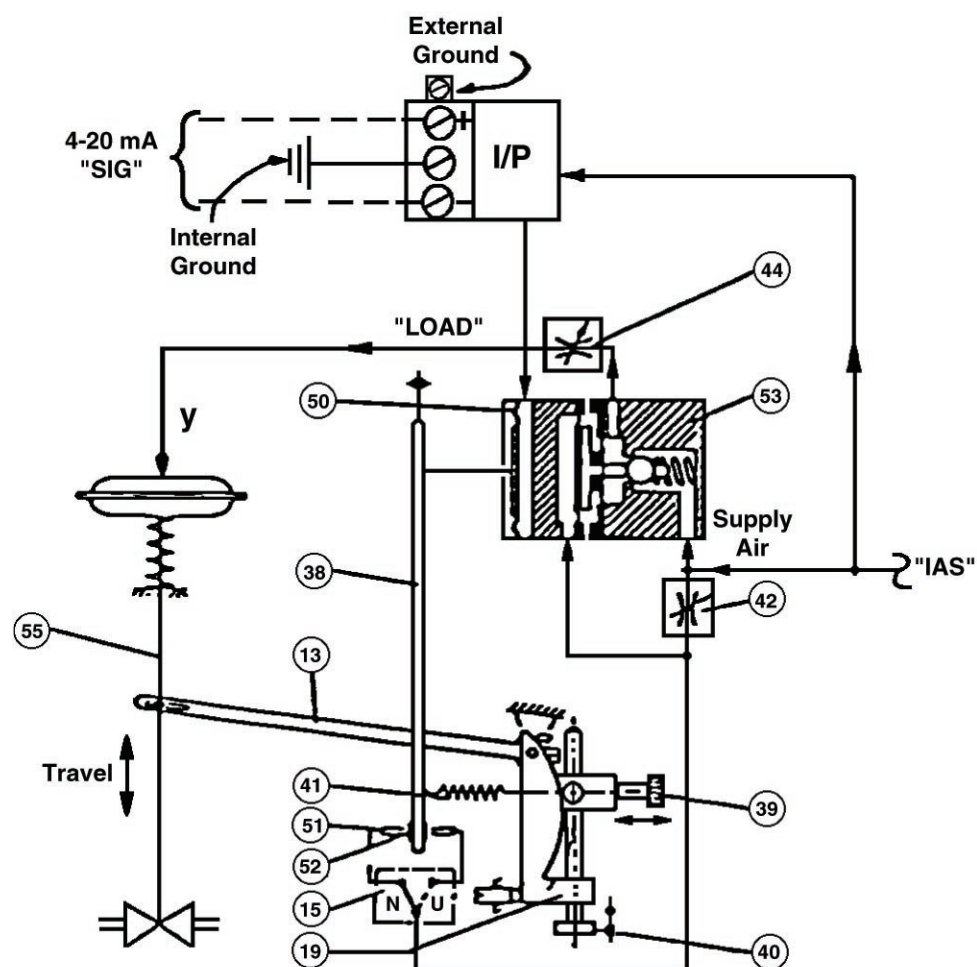 External
Ground
4-20 mA
"SIG"
+
I/P
−
Internal
Ground
44
"LOAD"
50
53
y
Supply
Air
"IAS"
38
42
55
13
Travel
41
39
51
52
15
N U
19
40